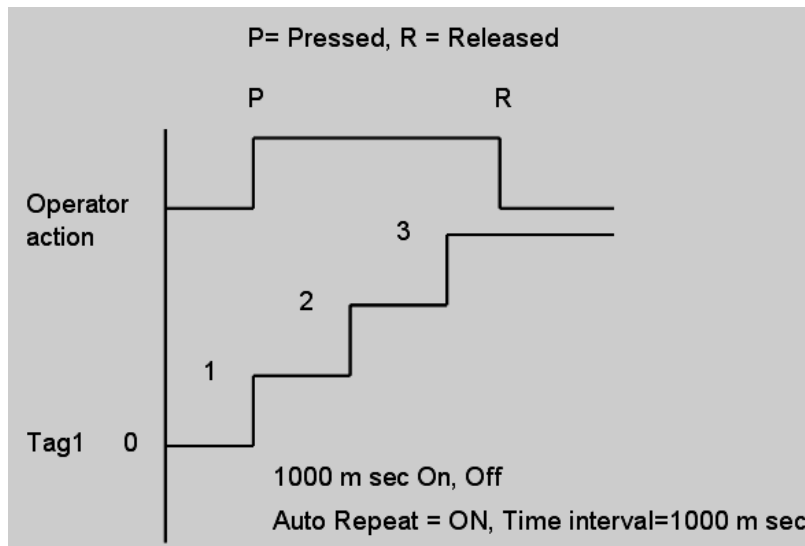 P= Pressed, R = Released
P R
Operator
action
3
2
1
Tag1 0
1000 m sec On, Off
Auto Repeat = ON, Time interval=1000 m sec